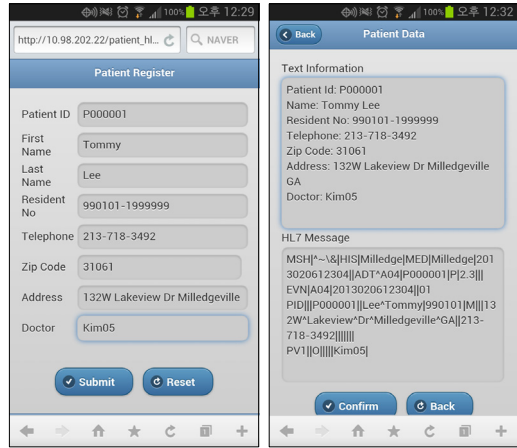 100% 오후 12:29
http://10.98.202.22/patient_hl...
NAVER
Patient Register
Patient ID P000001
First Name Tommy
Last Name Lee
Resident No 990101-1999999
Telephone 213-718-3492
Zip Code 31061
Address 132W Lakeview Dr Milledgeville
Doctor Kim05
Submit Reset
1
100% 오후 12:32
Back Patient Data
Text Information
Patient Id: P000001
Name: Tommy Lee
Resident No: 990101-1999999
Telephone: 213-718-3492
Zip Code: 31061
Address: 132W Lakeview Dr Milledgeville
GA
Doctor: Kim05
HL7 Message
MSH|^~\&|HIS|Milledge|MED|Milledge|201
3020612304||ADT^A04|P000001|P|2.3|||
EVN|A04|2013020612304||01
PID|||P000001||Lee^Tommy|990101|M|||13
2W^Lakeview^Dr^Milledgeville^GA||213-
718-3492|||||||
PV1||O|||||Kim05|
Confirm Back
1